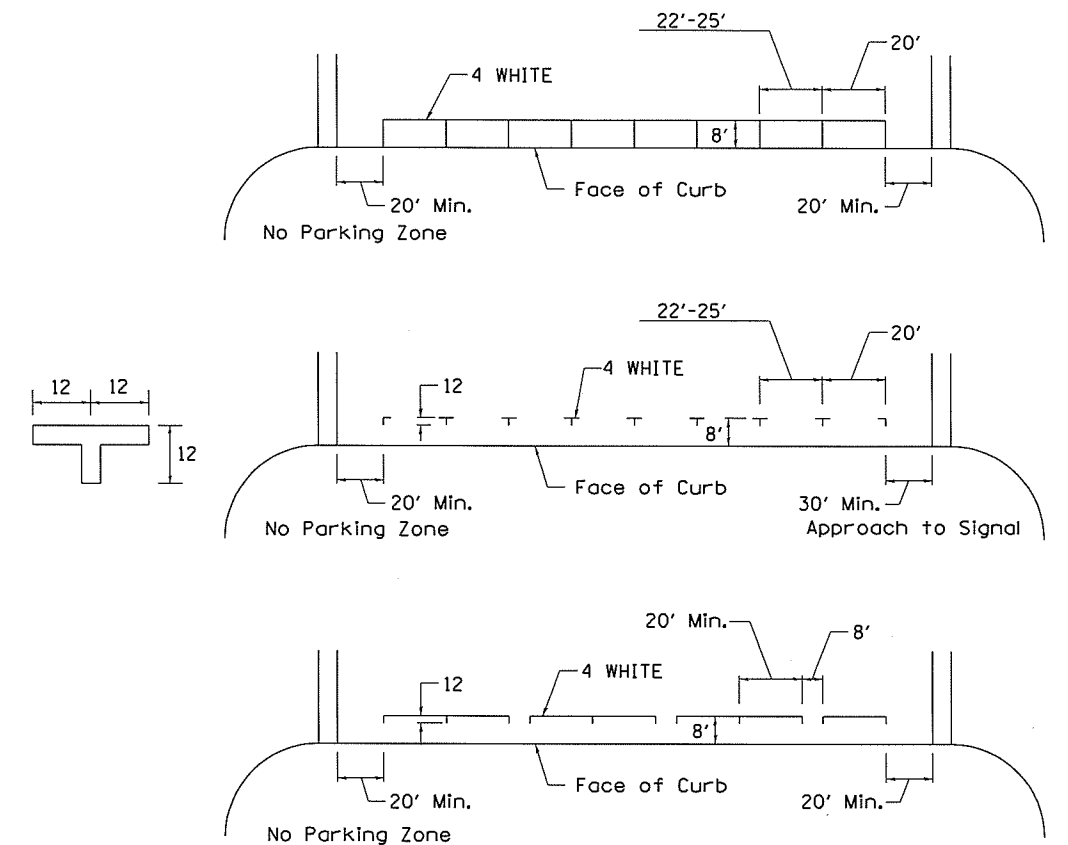 22'-25'
20'
4 WHITE
8'
Face of Curb
20' Min.
20' Min.
No Parking Zone
22'-25'
20'
12
4 WHITE
12 12
12
8'
Face of Curb
20' Min.
30' Min.
No Parking Zone
Approach to Signal
20' Min.
8'
12
4 WHITE
8'
Face of Curb
20' Min.
20' Min.
No Parking Zone